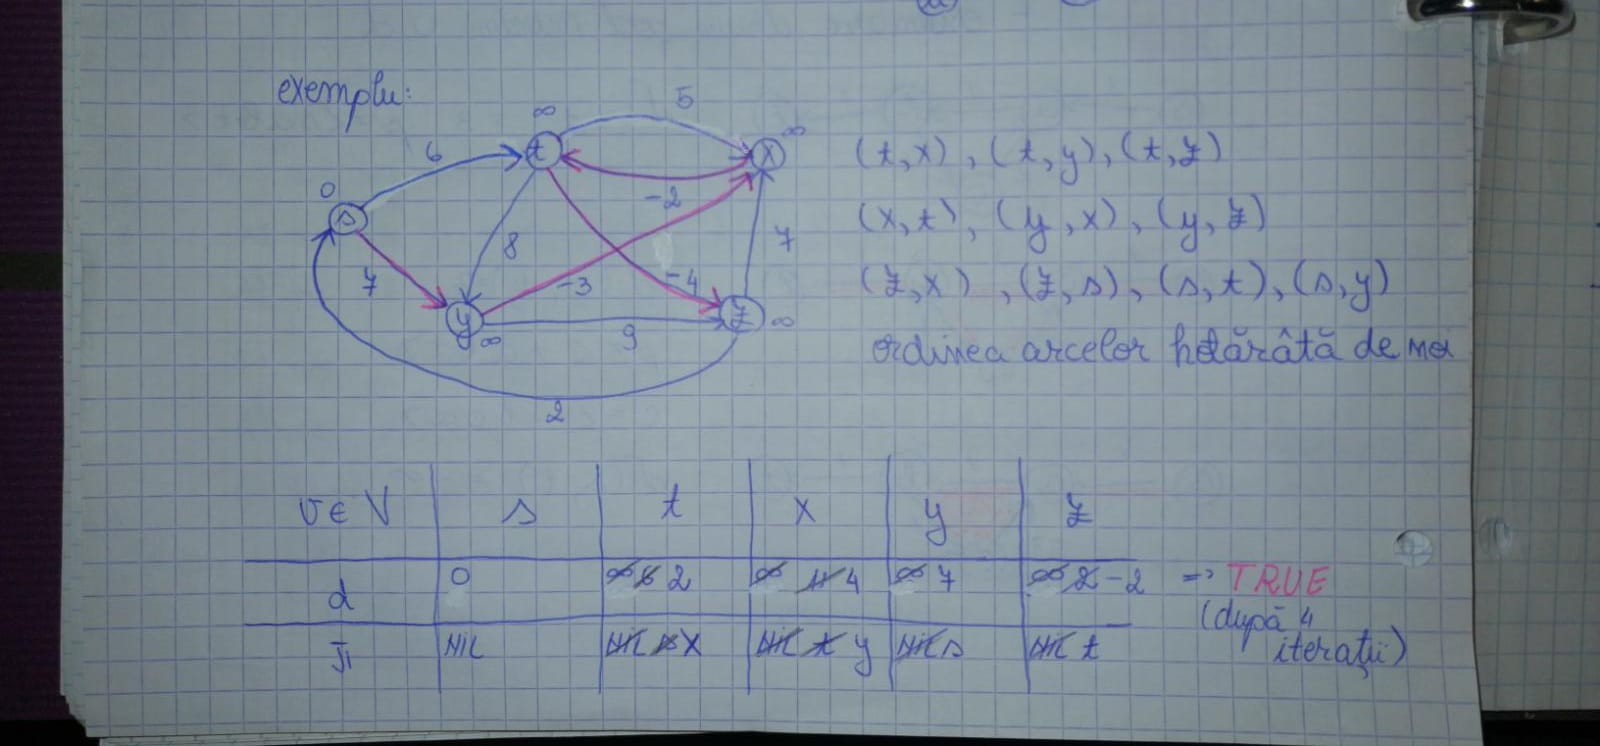 exemplu:
∞ 5 ∞
6 t x
0 -2
s 8 7
7 -3 -4
y z
∞ 9 ∞
2
(t,x), (t,y), (t,z)
(x,t), (y,x), (y,z)
(z,x), (z,s), (s,t), (s,y)
ordinea arcelor hotărâtă de noi
v∈V s t x y z
d 0 ∞ 6 2 ∞ 11 4 ∞ 7 ∞ 2 -2 => TRUE
(după 4
iterații)
π NIL NIL s x NIL t y NIL s NIL t